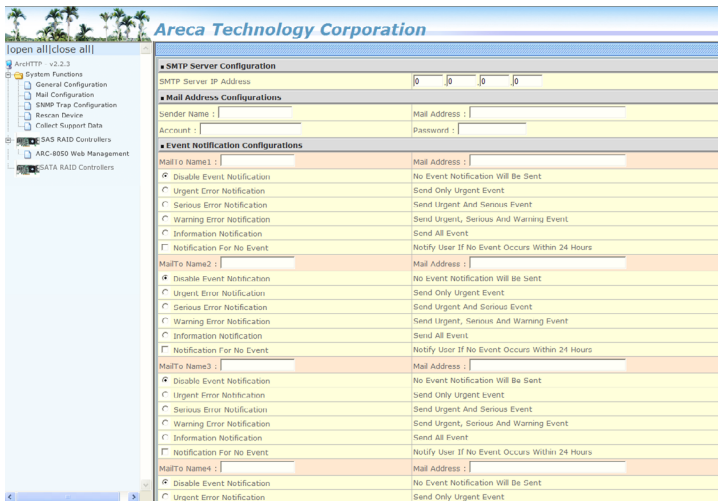 Areca Technology Corporation
|open all|close all|
ArcHTTP - v2.2.3
System Functions
General Configuration
Mail Configuration
SNMP Trap Configuration
Rescan Device
Collect Support Data
SAS RAID Controllers
ARC-8050 Web Management
SATA RAID Controllers
SMTP Server Configuration
SMTP Server IP Address 0 .0 .0 .0
Mail Address Configurations
Sender Name : Mail Address :
Account : Password :
Event Notification Configurations
MailTo Name1 : Mail Address :
Disable Event Notification No Event Notification Will Be Sent
Urgent Error Notification Send Only Urgent Event
Serious Error Notification Send Urgent And Serious Event
Warning Error Notification Send Urgent, Serious And Warning Event
Information Notification Send All Event
Notification For No Event Notify User If No Event Occurs Within 24 Hours
MailTo Name2 : Mail Address :
Disable Event Notification No Event Notification Will Be Sent
Urgent Error Notification Send Only Urgent Event
Serious Error Notification Send Urgent And Serious Event
Warning Error Notification Send Urgent, Serious And Warning Event
Information Notification Send All Event
Notification For No Event Notify User If No Event Occurs Within 24 Hours
MailTo Name3 : Mail Address :
Disable Event Notification No Event Notification Will Be Sent
Urgent Error Notification Send Only Urgent Event
Serious Error Notification Send Urgent And Serious Event
Warning Error Notification Send Urgent, Serious And Warning Event
Information Notification Send All Event
Notification For No Event Notify User If No Event Occurs Within 24 Hours
MailTo Name4 : Mail Address :
Disable Event Notification No Event Notification Will Be Sent
Urgent Error Notification Send Only Urgent Event